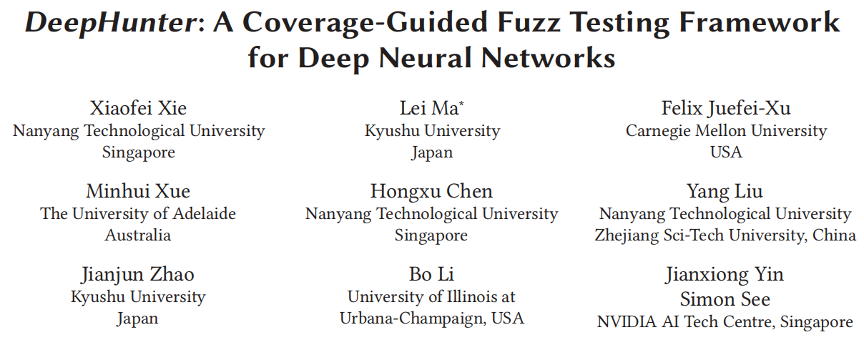 DeepHunter: A Coverage-Guided Fuzz Testing Framework
for Deep Neural Networks
Xiaofei Xie
Nanyang Technological University
Singapore
Lei Ma*
Kyushu University
Japan
Felix Juefei-Xu
Carnegie Mellon University
USA
Minhui Xue
The University of Adelaide
Australia
Hongxu Chen
Nanyang Technological University
Singapore
Yang Liu
Nanyang Technological University
Zhejiang Sci-Tech University, China
Jianjun Zhao
Kyushu University
Japan
Bo Li
University of Illinois at
Urbana-Champaign, USA
Jianxiong Yin
Simon See
NVIDIA AI Tech Centre, Singapore